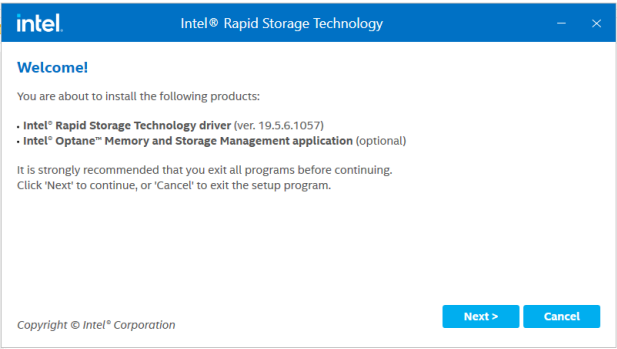 intel.
Intel® Rapid Storage Technology
Welcome!
You are about to install the following products:
• Intel® Rapid Storage Technology driver (ver. 19.5.6.1057)
• Intel® Optane™ Memory and Storage Management application (optional)
It is strongly recommended that you exit all programs before continuing.
Click 'Next' to continue, or 'Cancel' to exit the setup program.
Next >
Cancel
Copyright © Intel® Corporation